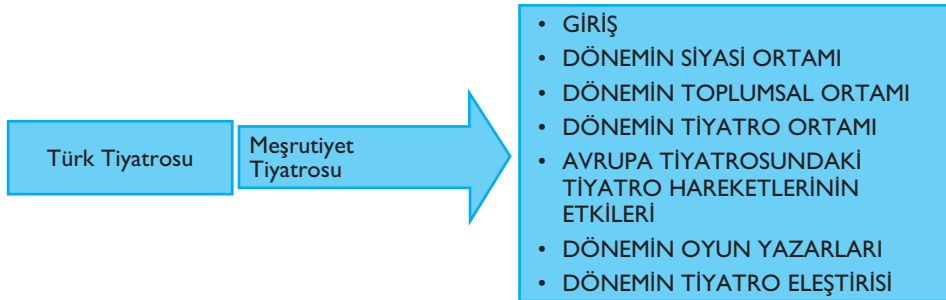 Türk Tiyatrosu
Meşrutiyet
Tiyatrosu
• GİRİŞ
• DÖNEMİN SİYASİ ORTAMI
• DÖNEMİN TOPLUMSAL ORTAMI
• DÖNEMİN TİYATRO ORTAMI
• AVRUPA TİYATROSUNDAKİ
TİYATRO HAREKETLERİNİN
ETKİLERİ
• DÖNEMİN OYUN YAZARLARI
• DÖNEMİN TİYATRO ELEŞTİRİSİ